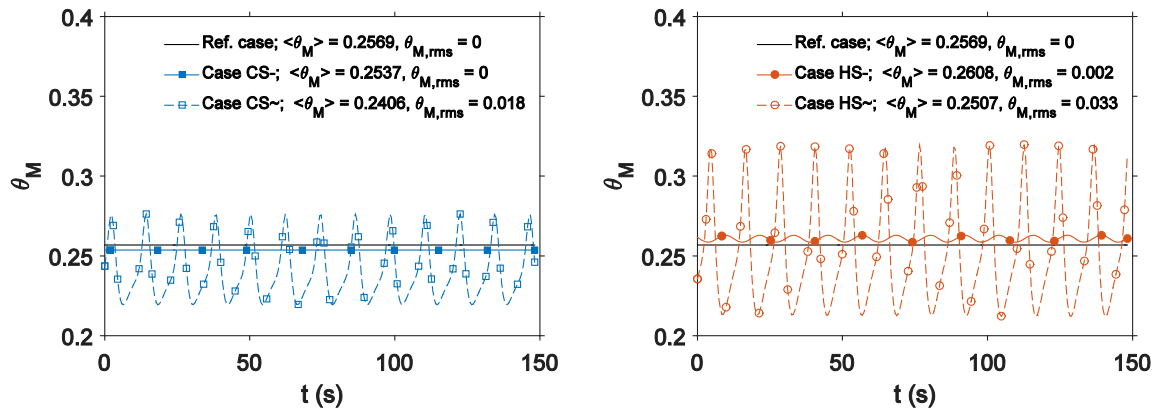 0.4
0.35
0.3
0.25
0.2
θM
0
50
100
150
t (s)
Ref. case; <θM> = 0.2569, θM,rms = 0
Case CS-; <θM> = 0.2537, θM,rms = 0
Case CS~; <θM> = 0.2406, θM,rms = 0.018
0.4
0.35
0.3
0.25
0.2
θM
0
50
100
150
t (s)
Ref. case; <θM> = 0.2569, θM,rms = 0
Case HS-; <θM> = 0.2608, θM,rms = 0.002
Case HS~; <θM> = 0.2507, θM,rms = 0.033